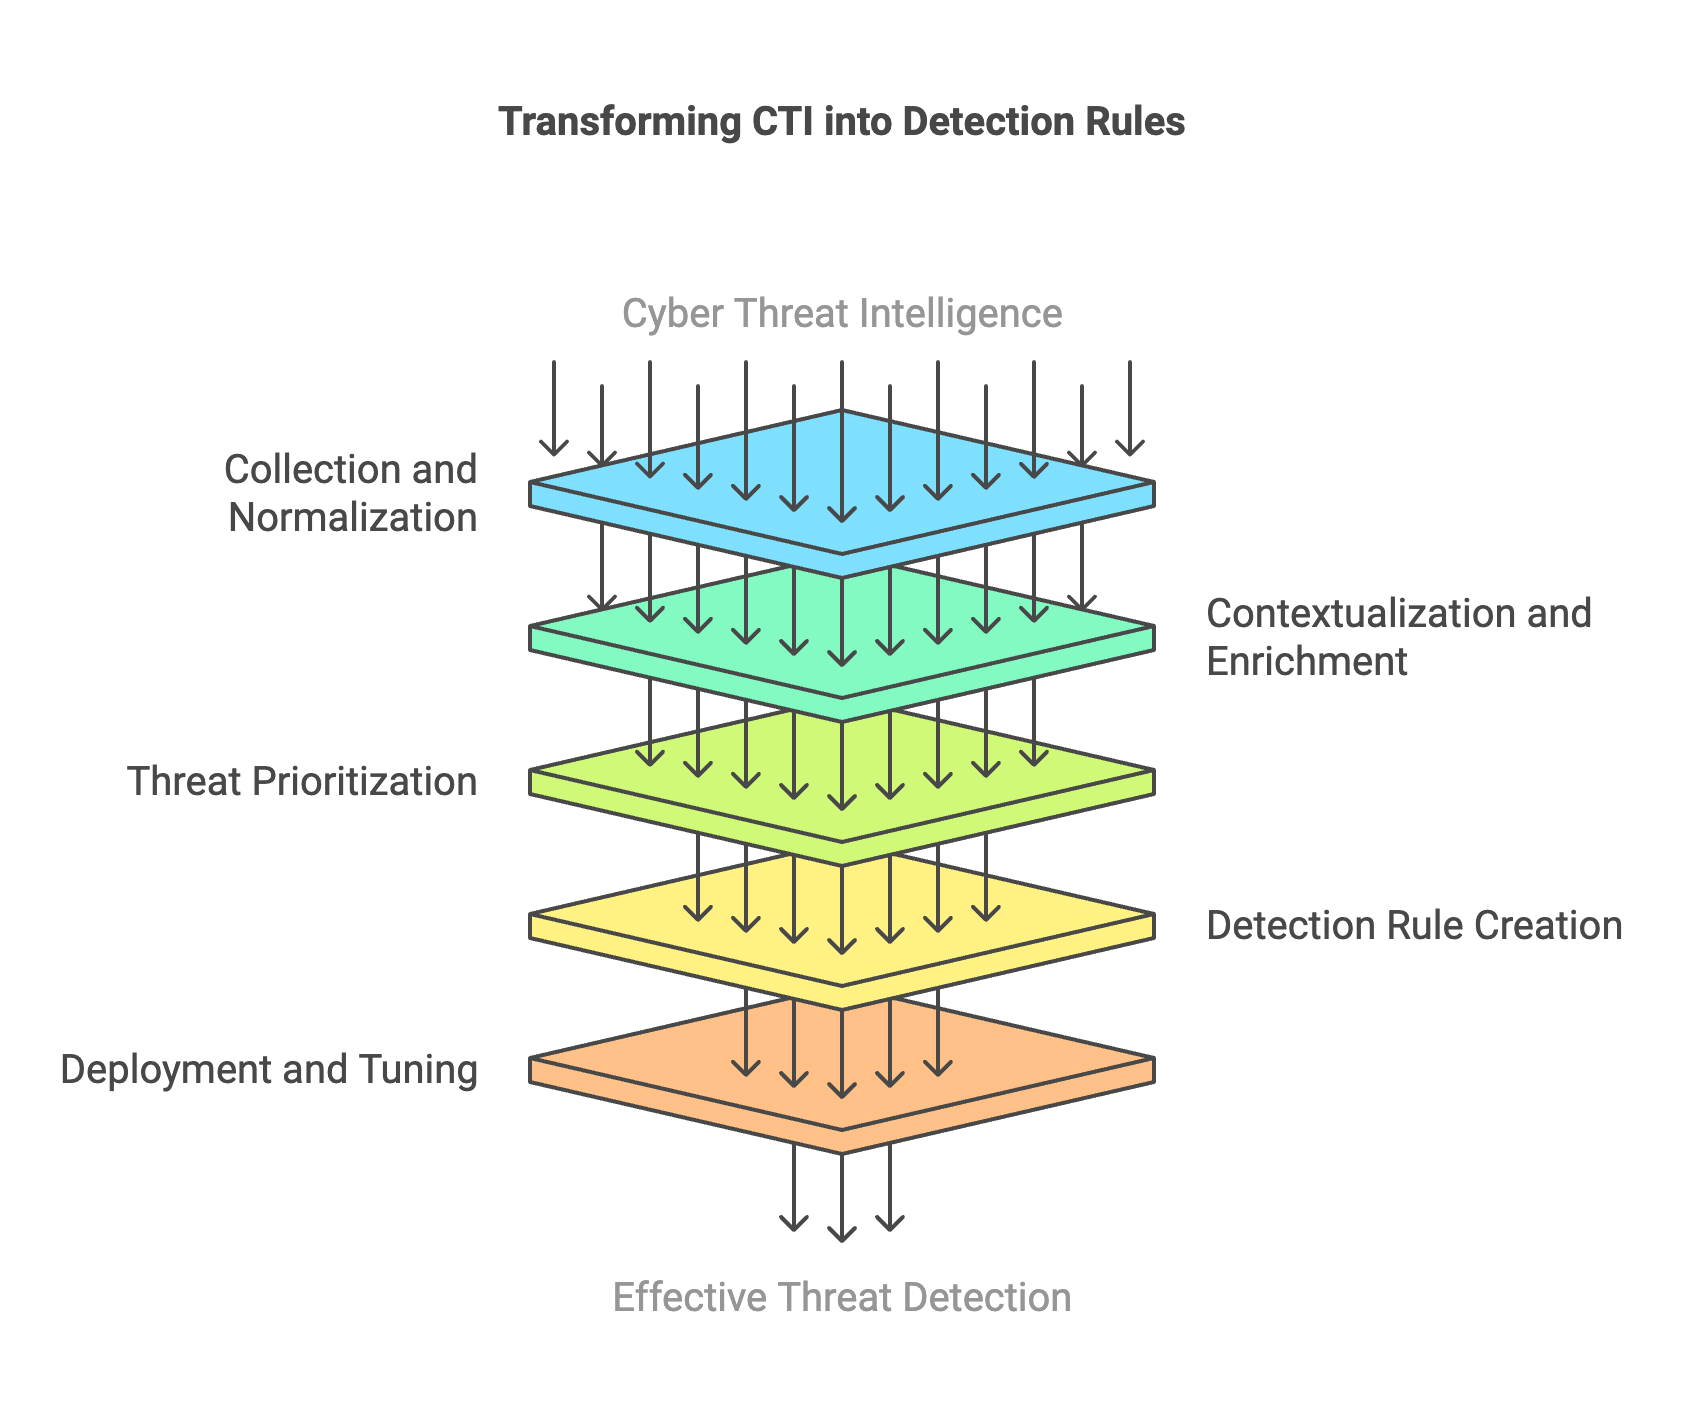 Transforming CTI into Detection Rules
Cyber Threat Intelligence
Collection and
Normalization
Contextualization and
Enrichment
Threat Prioritization
Detection Rule Creation
Deployment and Tuning
Effective Threat Detection